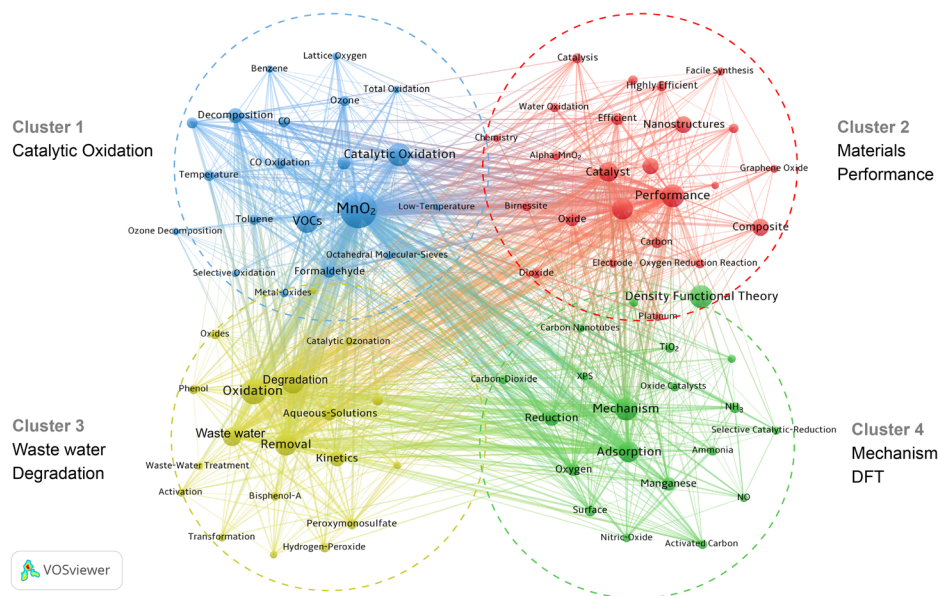 Cluster 1
Catalytic Oxidation
Lattice Oxygen
Benzene
Total Oxidation
Ozone
Decomposition
CO
CO Oxidation
Catalytic Oxidation
Temperature
MnO₂
Low-Temperature
Toluene
VOCs
Ozone Decomposition
Octahedral Molecular-Sieves
Selective Oxidation
Formaldehyde
Metal-Oxides
Cluster 2
Materials
Performance
Catalysis
Facile Synthesis
Highly Efficient
Water Oxidation
Efficient
Nanostructures
Chemistry
Alpha-MnO₂
Catalyst
Graphene Oxide
Performance
Birnessite
Oxide
Composite
Carbon
Electrode
Oxygen Reduction Reaction
Dioxide
Platinum
Cluster 3
Waste water
Degradation
Oxides
Catalytic Ozonation
Phenol
Oxidation
Degradation
Aqueous-Solutions
Waste water
Removal
Kinetics
Waste-Water Treatment
Activation
Bisphenol-A
Peroxymonosulfate
Transformation
Hydrogen-Peroxide
Cluster 4
Mechanism
DFT
Density Functional Theory
Carbon Nanotubes
TiO₂
Carbon-Dioxide
XPS
Oxide Catalysts
Reduction
Mechanism
NH₃
Selective Catalytic-Reduction
Adsorption
Ammonia
Oxygen
Manganese
NO
Surface
Nitric-Oxide
Activated Carbon
VOSviewer